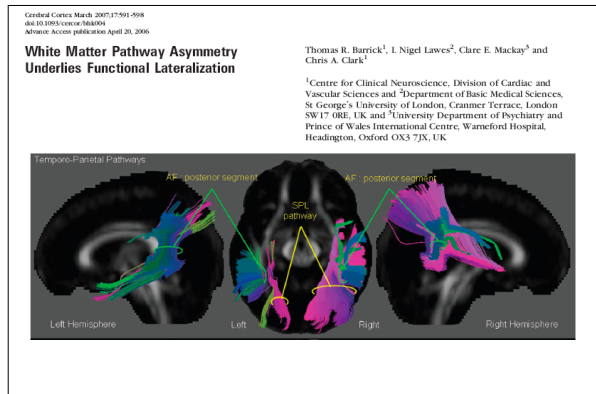 Cerebral Cortex March 2007;17:591--598
doi:10.1093/cercor/bhk004
Advance Access publication April 20, 2006
White Matter Pathway Asymmetry
Underlies Functional Lateralization
Thomas R. Barrick¹, I. Nigel Lawes², Clare E. Mackay³ and
Chris A. Clark¹
¹Centre for Clinical Neuroscience, Division of Cardiac and
Vascular Sciences and ²Department of Basic Medical Sciences,
St George's University of London, Cranmer Terrace, London
SW17 0RE, UK and ³University Department of Psychiatry and
Prince of Wales International Centre, Warneford Hospital,
Headington, Oxford OX3 7JX, UK
Temporo-Parietal Pathways
AF : posterior segment
SPL
pathway
AF : posterior segment
Left Hemisphere
Left
Right
Right Hemisphere